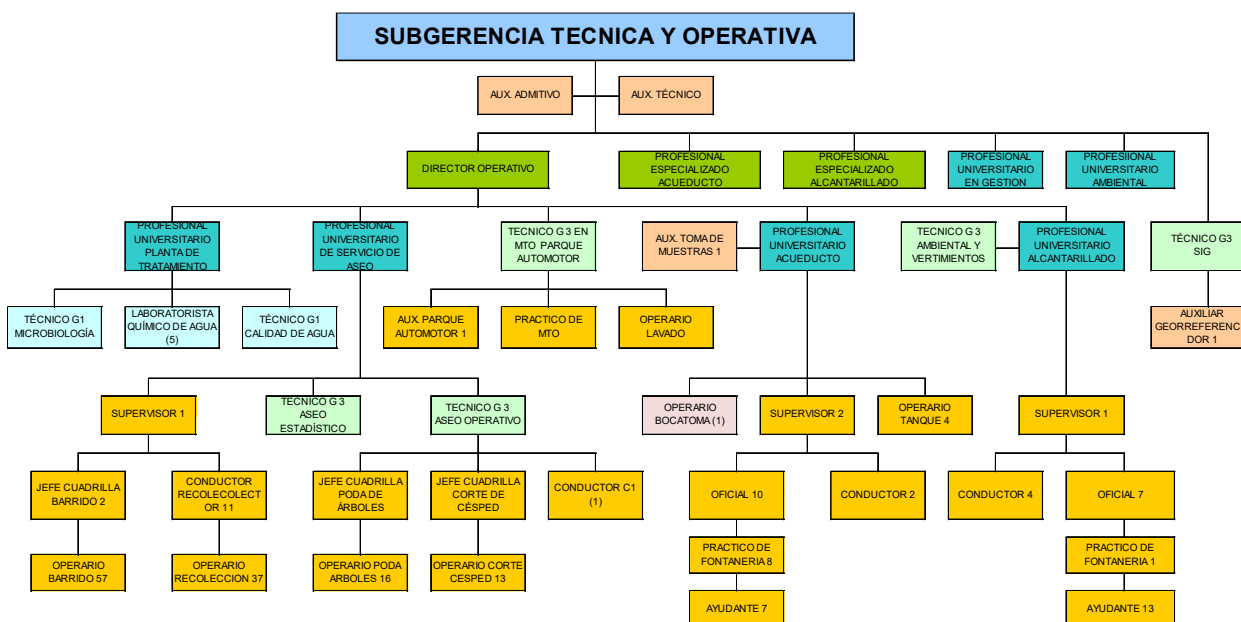 SUBGERENCIA TECNICA Y OPERATIVA
AUX. ADMITIVO
AUX. TÉCNICO
DIRECTOR OPERATIVO
PROFESIONAL
ESPECIALIZADO
ACUEDUCTO
PROFESIONAL
ESPECIALIZADO
ALCANTARILLADO
PROFESIONAL
UNIVERSITARIO
EN GESTION
PROFESIONAL
UNIVERSITARIO
AMBIENTAL
PROFESIONAL
UNIVERSITARIO
PLANTA DE
TRATAMIENTO
PROFESIONAL
UNIVERSITARIO
DE SERVICIO DE
ASEO
TECNICO G 3 EN
MTO PARQUE
AUTOMOTOR
AUX. TOMA DE
MUESTRAS 1
PROFESIONAL
UNIVERSITARIO
ACUEDUCTO
TECNICO G 3
AMBIENTAL Y
VERTIMIENTOS
PROFESIONAL
UNIVERSITARIO
ALCANTARILLADO
TÉCNICO G3
SIG
TÉCNICO G1
MICROBIOLOGÍA
LABORATORISTA
QUÍMICO DE AGUA
(5)
TÉCNICO G1
CALIDAD DE AGUA
AUX. PARQUE
AUTOMOTOR 1
PRACTICO DE
MTO
OPERARIO
LAVADO
AUXILIAR
GEORREFERENCI
DOR 1
SUPERVISOR 1
TECNICO G 3
ASEO
ESTADÍSTICO
TECNICO G 3
ASEO OPERATIVO
OPERARIO
BOCATOMA (1)
SUPERVISOR 2
OPERARIO
TANQUE 4
SUPERVISOR 1
JEFE CUADRILLA
BARRIDO 2
CONDUCTOR
RECOLECOLECT
OR 11
JEFE CUADRILLA
PODA DE
ÁRBOLES
JEFE CUADRILLA
CORTE DE
CÉSPED
CONDUCTOR C1
(1)
OFICIAL 10
CONDUCTOR 2
CONDUCTOR 4
OFICIAL 7
OPERARIO
BARRIDO 57
OPERARIO
RECOLECCION 37
OPERARIO PODA
ARBOLES 16
OPERARIO CORTE
CESPED 13
PRACTICO DE
FONTANERIA 8
PRACTICO DE
FONTANERIA 1
AYUDANTE 7
AYUDANTE 13